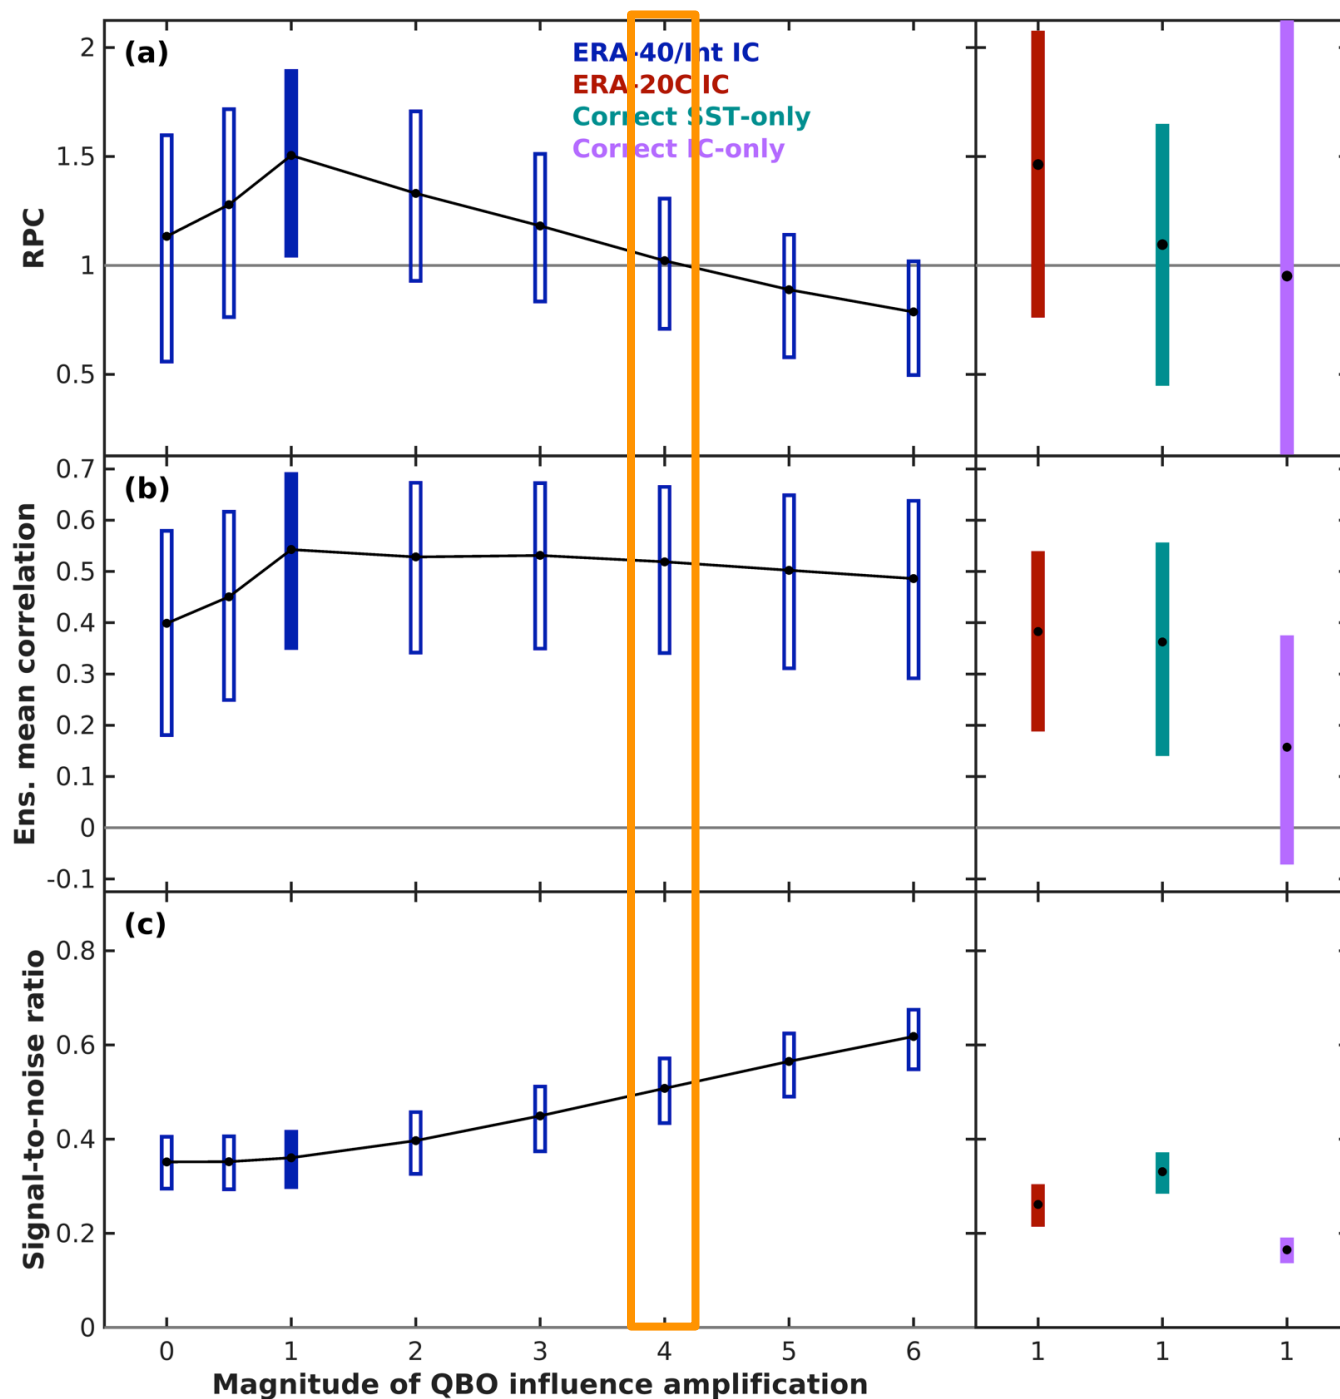 (a)
ERA-40/Int IC
ERA-20C IC
Correct SST-only
Correct IC-only
RPC
2
1.5
1
0.5
(b)
Ens. mean correlation
0.7
0.6
0.5
0.4
0.3
0.2
0.1
0
-0.1
(c)
Signal-to-noise ratio
0.8
0.6
0.4
0.2
0
0 1 2 3 4 5 6 1 1 1
Magnitude of QBO influence amplification